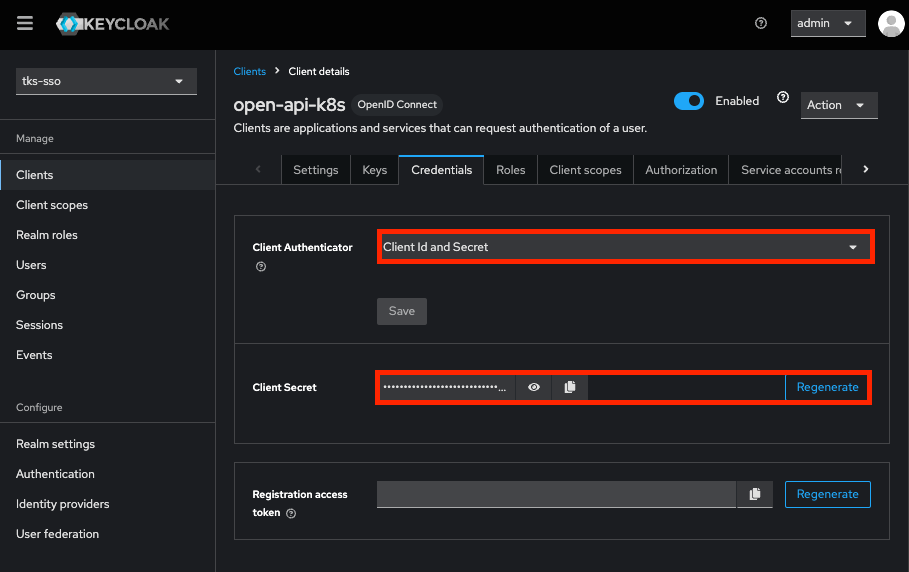 KEYCLOAK
admin
tks-sso
Manage
Clients
Client scopes
Realm roles
Users
Groups
Sessions
Events
Configure
Realm settings
Authentication
Identity providers
User federation
Clients > Client details
open-api-k8s OpenID Connect
Enabled
Action
Clients are applications and services that can request authentication of a user.
Settings Keys Credentials Roles Client scopes Authorization Service accounts r
Client Authenticator
Client Id and Secret
Save
Client Secret
••••••••••••••••••••••••••••... Regenerate
Registration access
token
Regenerate